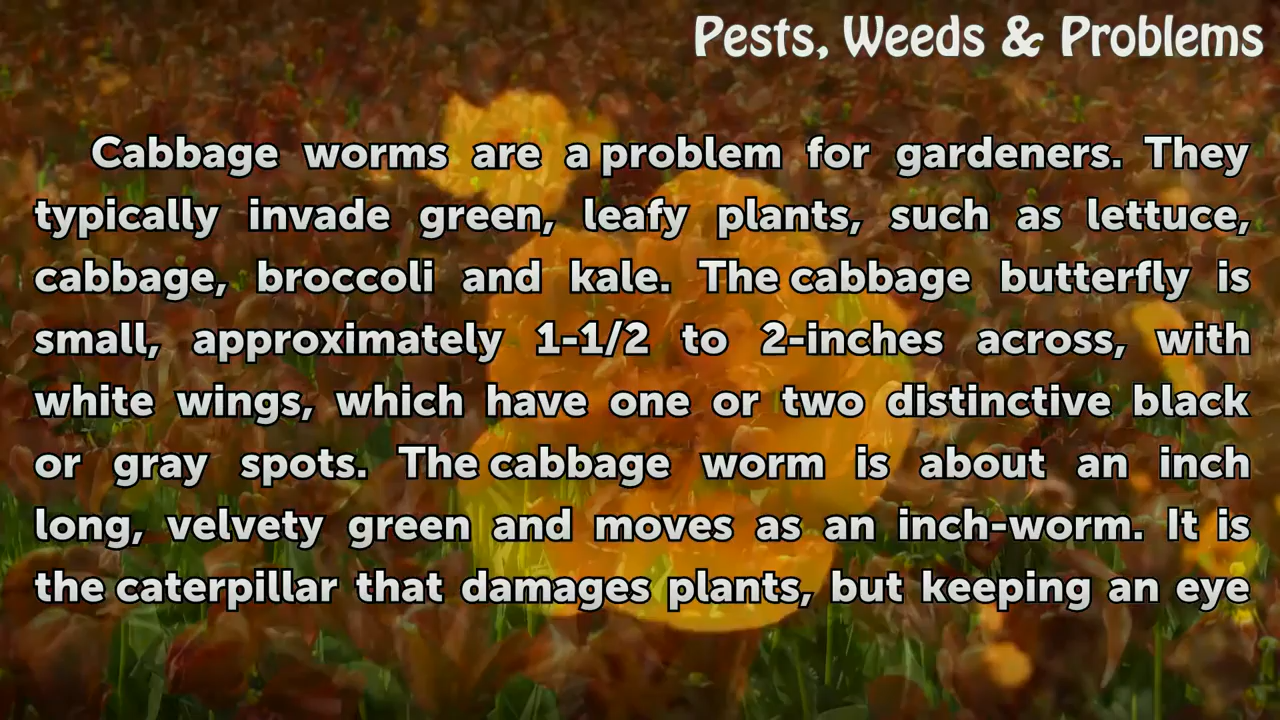 Pests, Weeds & Problems
Cabbage worms are a problem for gardeners. They
typically invade green, leafy plants, such as lettuce,
cabbage, broccoli and kale. The cabbage butterfly is
small, approximately 1-1/2 to 2-inches across, with
white wings, which have one or two distinctive black
or gray spots. The cabbage worm is about an inch
long, velvety green and moves as an inch-worm. It is
the caterpillar that damages plants, but keeping an eye